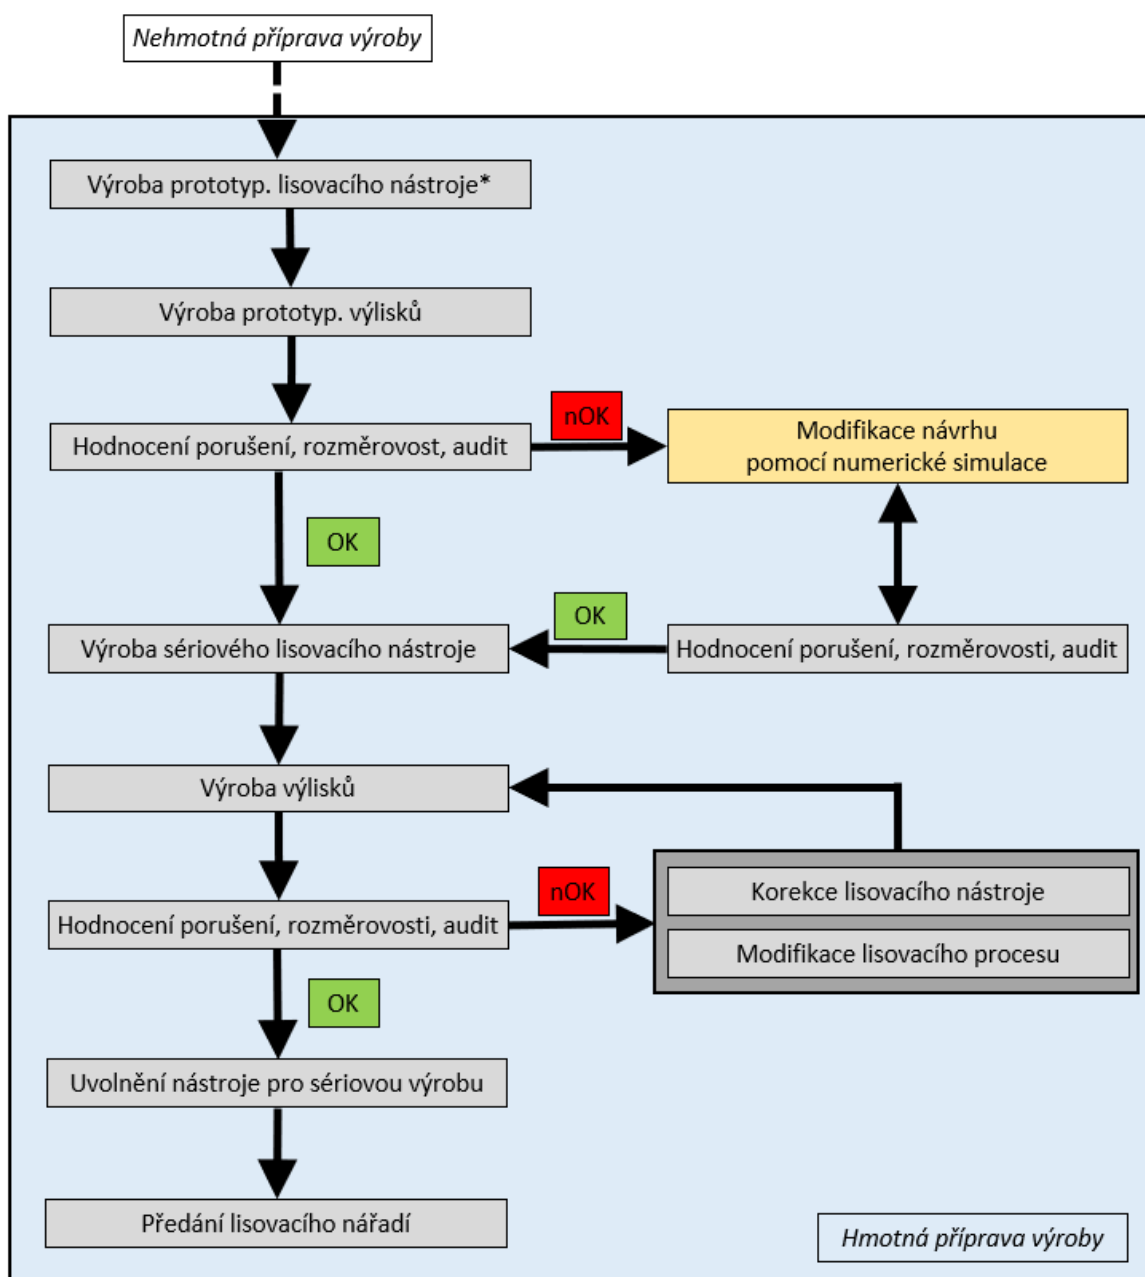 Nehmotná příprava výroby
Výroba prototyp. lisovacího nástroje*
Výroba prototyp. výlisků
nOK
Hodnocení porušení, rozměrovost, audit
Modifikace návrhu
pomocí numerické simulace
OK
OK
Výroba sériového lisovacího nástroje
Hodnocení porušení, rozměrovosti, audit
Výroba výlisků
nOK
Korekce lisovacího nástroje
Hodnocení porušení, rozměrovosti, audit
Modifikace lisovacího procesu
OK
Uvolnění nástroje pro sériovou výrobu
Předání lisovacího nářadí
Hmotná příprava výroby